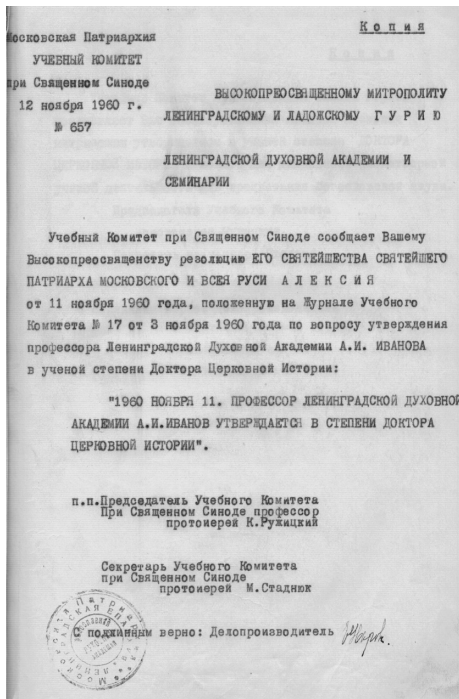 Копия
Московская Патриархия
УЧЕБНЫЙ КОМИТЕТ
при Священном Синоде
12 ноября 1960 г.
№ 657
ВЫСОКОПРЕОСВЯЩЕННОМУ МИТРОПОЛИТУ
ЛЕНИНГРАДСКОМУ И ЛАДОЖСКОМУ ГУРИЮ
ЛЕНИНГРАДСКОЙ ДУХОВНОЙ АКАДЕМИИ И
СЕМИНАРИИ
Учебный Комитет при Священном Синоде сообщает Вашему
Высокопреосвященству резолюцию ЕГО СВЯТЕЙШЕСТВА СВЯТЕЙШЕГО
ПАТРИАРХА МОСКОВСКОГО И ВСЕЯ РУСИ АЛЕКСИЯ
от 11 ноября 1960 года, положенную на Журнале Учебного
Комитета № 17 от 3 ноября 1960 года по вопросу утверждения
профессора Ленинградской Духовной Академии А.И. ИВАНОВА
в ученой степени Доктора Церковной Истории:
"1960 НОЯБРЯ 11. ПРОФЕССОР ЛЕНИНГРАДСКОЙ ДУХОВНОЙ
АКАДЕМИИ А.И.ИВАНОВ УТВЕРЖДАЕТСЯ В СТЕПЕНИ ДОКТОРА
ЦЕРКОВНОЙ ИСТОРИИ".
п.п.Председатель Учебного Комитета
При Священном Синоде профессор
протоиерей К.Ружицкий
Секретарь Учебного Комитета
при Священном Синоде
протоиерей М.Стаднюк
С подлинным верно: Делопроизводитель